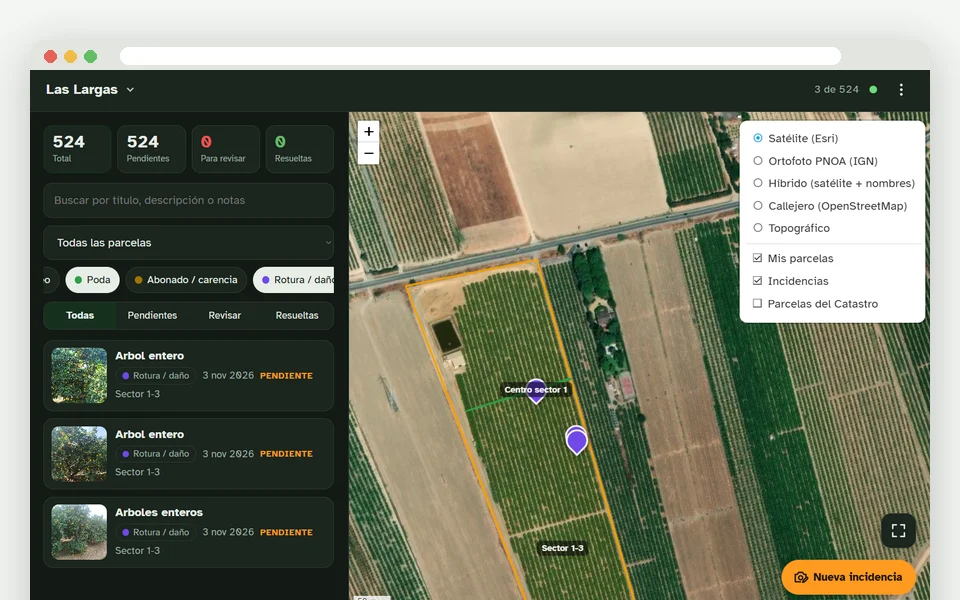 Las Largas
3 de 524
524
Total
524
Pendientes
0
Para revisar
0
Resueltas
Buscar por título, descripción o notas
Todas las parcelas
Poda
Abonado / carencia
Rotura / daño
Todas
Pendientes
Revisar
Resueltas
Arbol entero
Rotura / daño
3 nov 2026
PENDIENTE
Sector 1-3
Arbol entero
Rotura / daño
3 nov 2026
PENDIENTE
Sector 1-3
Arboles enteros
Rotura / daño
3 nov 2026
PENDIENTE
Sector 1-3
+
−
Centro sector 1
Sector 1-3
Satélite (Esri)
Ortofoto PNOA (IGN)
Híbrido (satélite + nombres)
Callejero (OpenStreetMap)
Topográfico
Mis parcelas
Incidencias
Parcelas del Catastro
Nueva incidencia